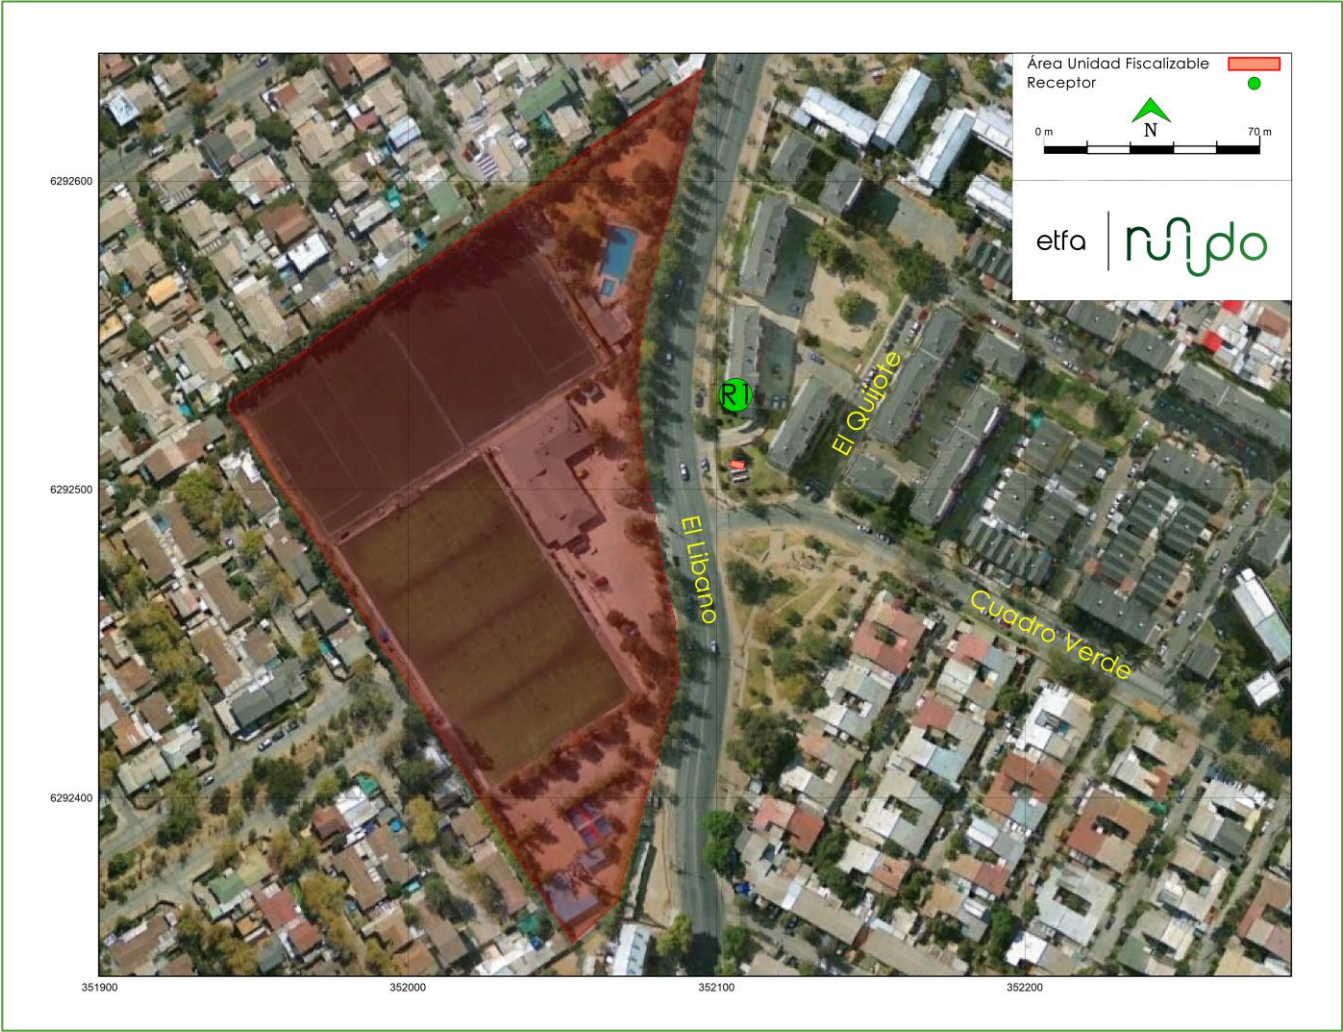 Área Unidad Fiscalizable
Receptor
N
0 m
70 m
etfa
ruido
6292600
6292500
6292400
351900
352000
352100
352200
R1
El Quijote
El Libano
Cuadro Verde